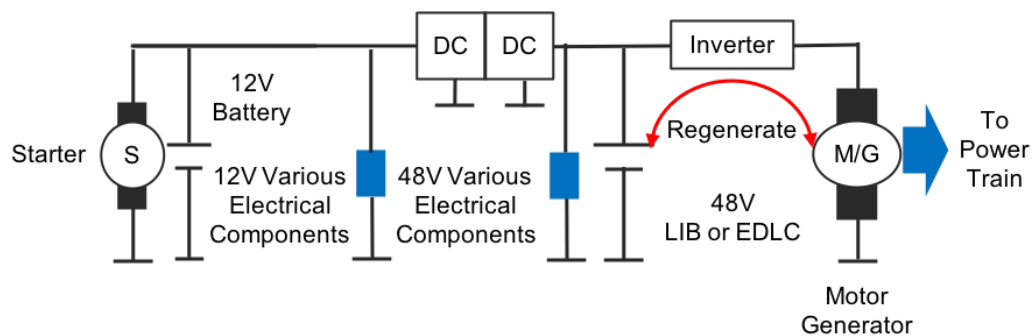 DC DC
Inverter
12V
Battery
Starter
S
12V Various
Electrical
Components
48V Various
Electrical
Components
Regenerate
M/G
To
Power
Train
48V
LIB or EDLC
Motor
Generator